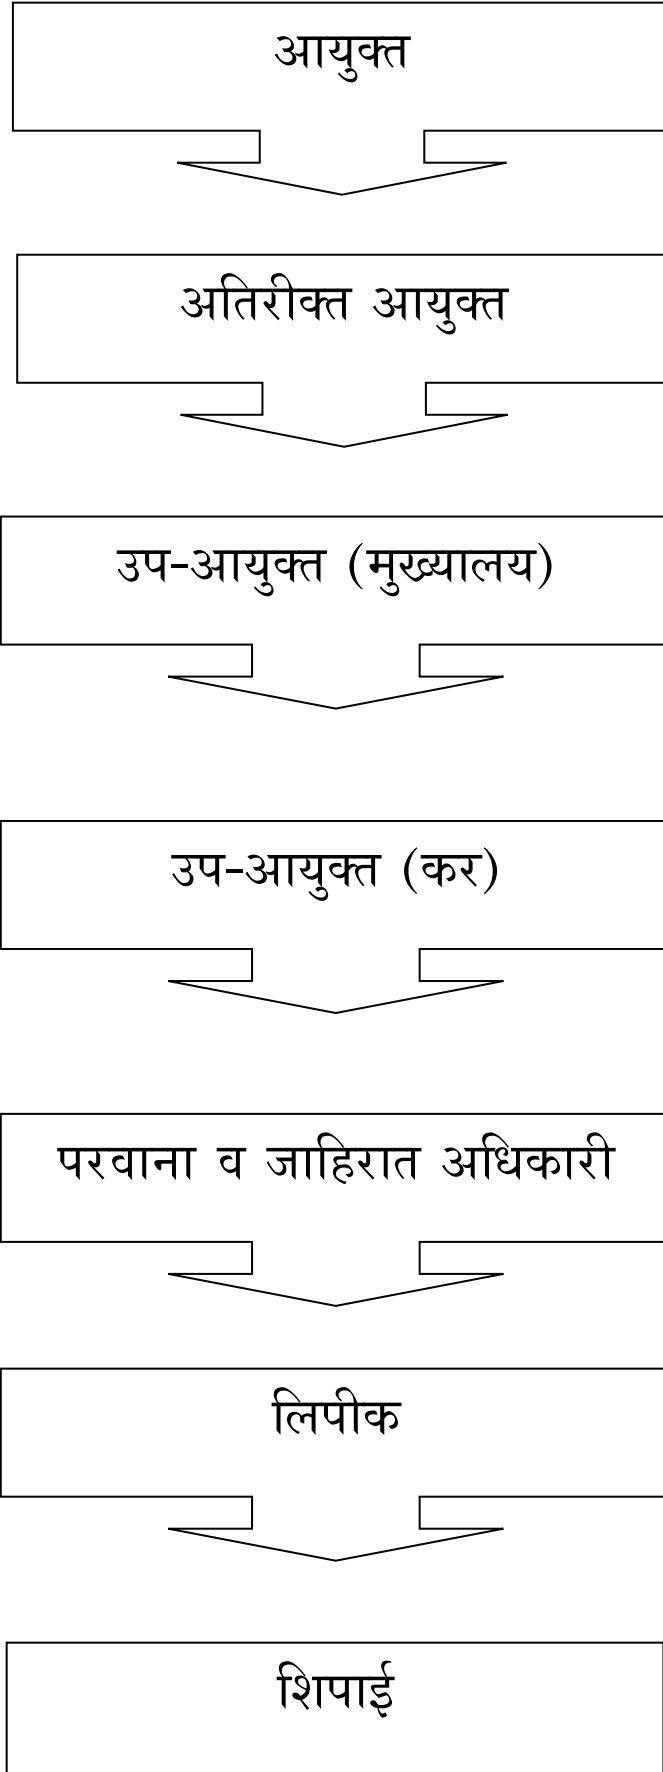 आयुक्त
अतिरीक्त आयुक्त
उप-आयुक्त (मुख्यालय)
उप-आयुक्त (कर)
परवाना व जाहिरात अधिकारी
लिपीक
शिपाई